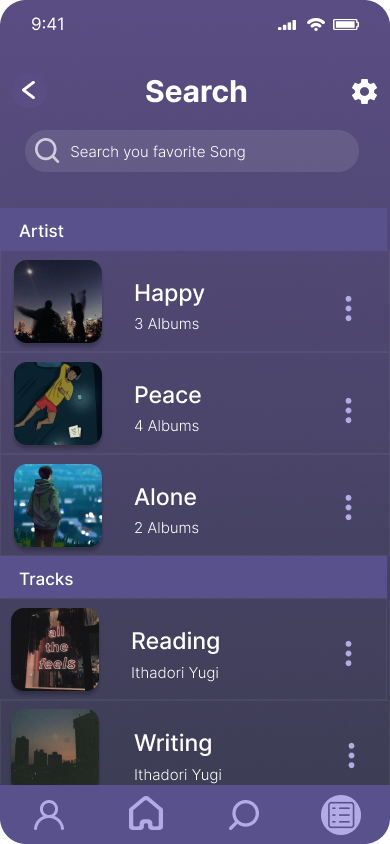 9:41
Search
Search you favorite Song
Artist
Happy
3 Albums
Peace
4 Albums
Alone
2 Albums
Tracks
all
the
feels
Reading
Ithadori Yugi
Writing
Ithadori Yugi